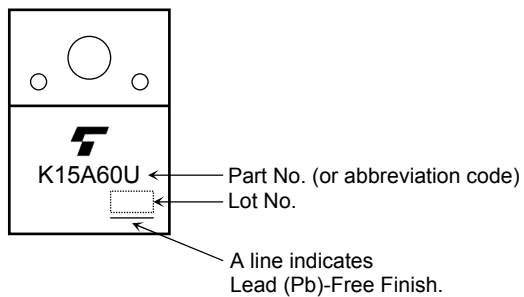 K15A60U
Part No. (or abbreviation code)
Lot No.
A line indicates
Lead (Pb)-Free Finish.